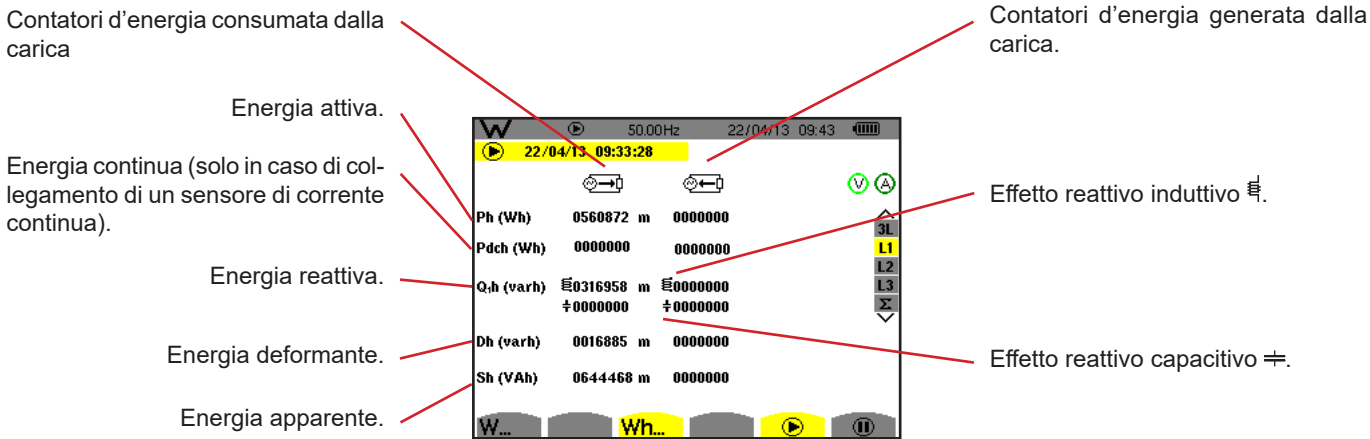 Contatori d'energia consumata dalla
carica
Contatori d'energia generata dalla
carica.
Energia attiva.
Energia continua (solo in caso di col-
legamento di un sensore di corrente
continua).
Energia reattiva.
Energia deformante.
Energia apparente.
W 50.00Hz 22/04/13 09:43
22/04/13 09:33:28
V A
Ph (Wh) 0560872 m 0000000
Pdch (Wh) 0000000 0000000
Q₁h (varh) 0316958 m 0000000
0000000 0000000
Dh (varh) 0016885 m 0000000
Sh (VAh) 0644468 m 0000000
3L
L1
L2
L3
Σ
W... Wh...
Effetto reattivo induttivo .
Effetto reattivo capacitivo .